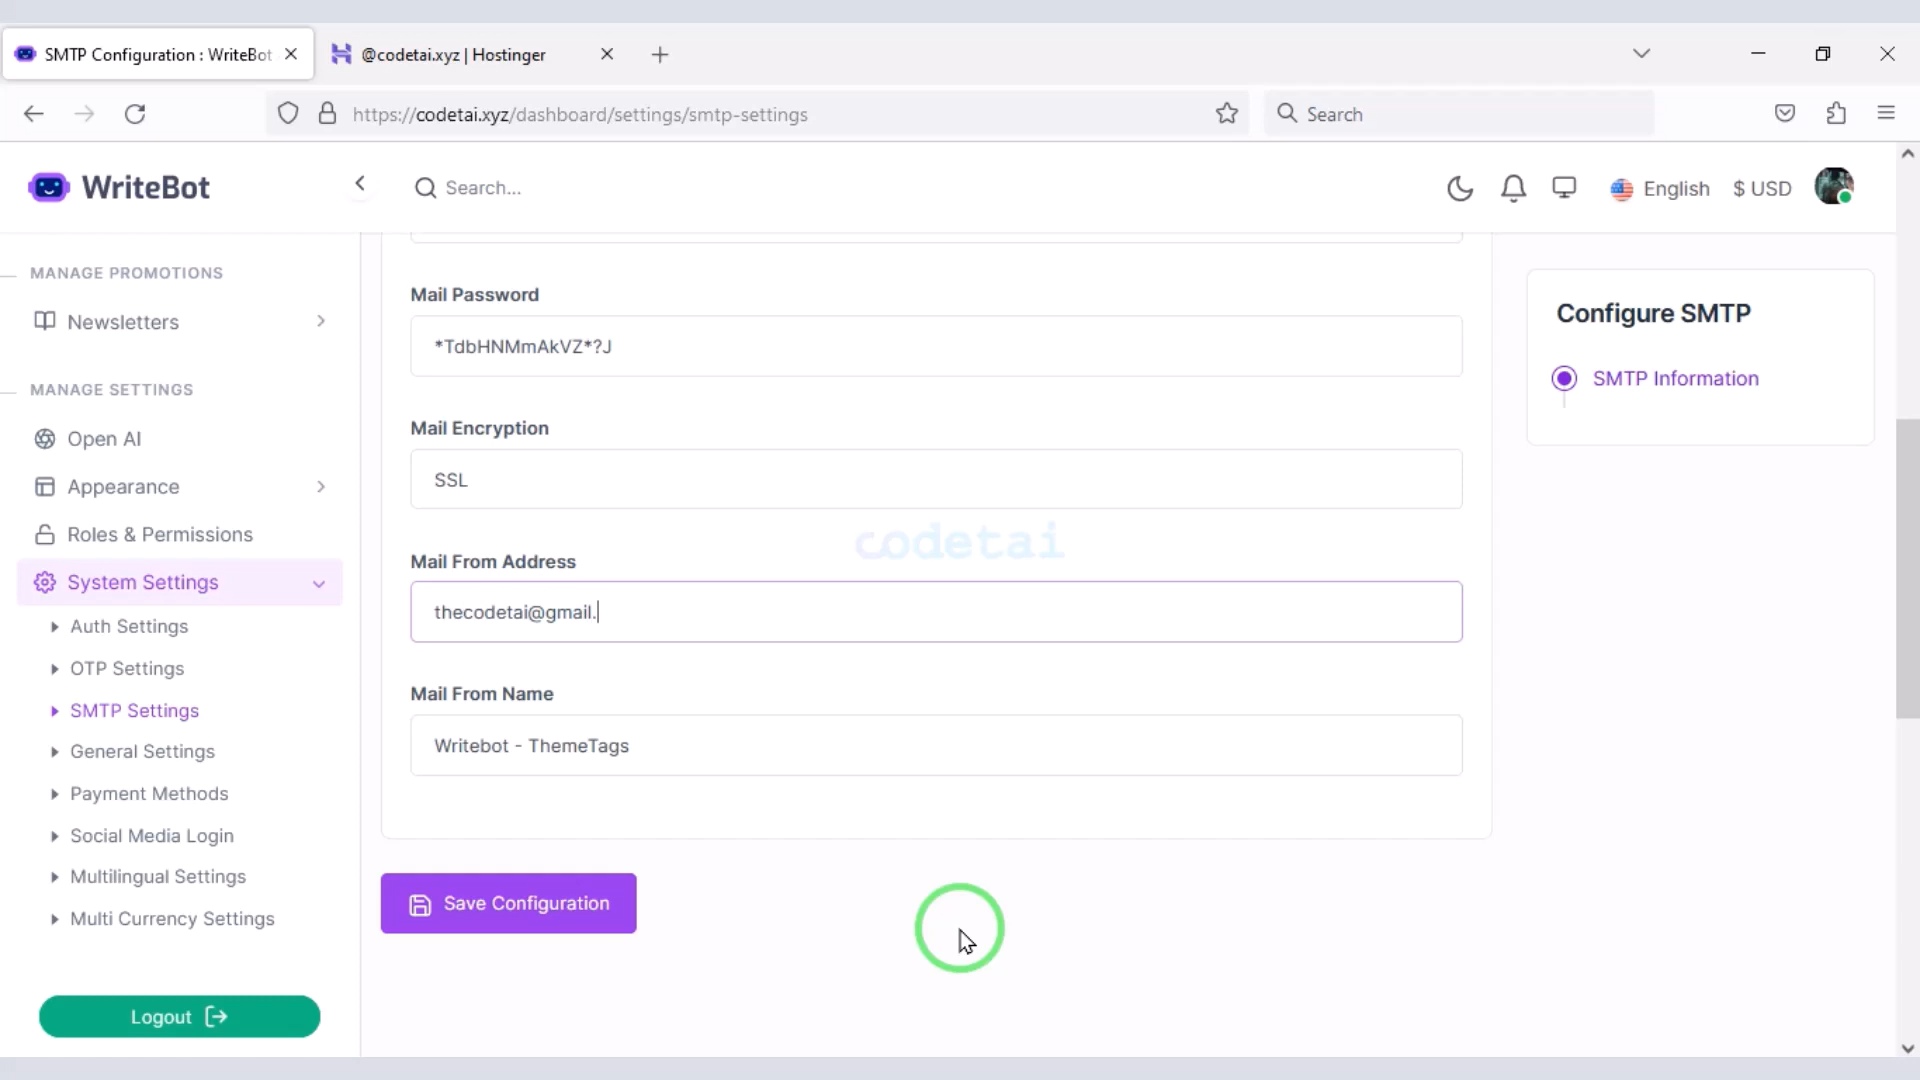 SMTP Configuration : WriteBot
@codetai.xyz | Hostinger
https://codetai.xyz/dashboard/settings/smtp-settings
Search
WriteBot
Search...
English
$ USD
MANAGE PROMOTIONS
Newsletters
MANAGE SETTINGS
Open AI
Appearance
Roles & Permissions
System Settings
Auth Settings
OTP Settings
SMTP Settings
General Settings
Payment Methods
Social Media Login
Multilingual Settings
Multi Currency Settings
Logout
Mail Password
*TdbHNMmAkVZ*?J
Mail Encryption
SSL
codetai
Mail From Address
thecodetai@gmail.
Mail From Name
Writebot - ThemeTags
Save Configuration
Configure SMTP
SMTP Information